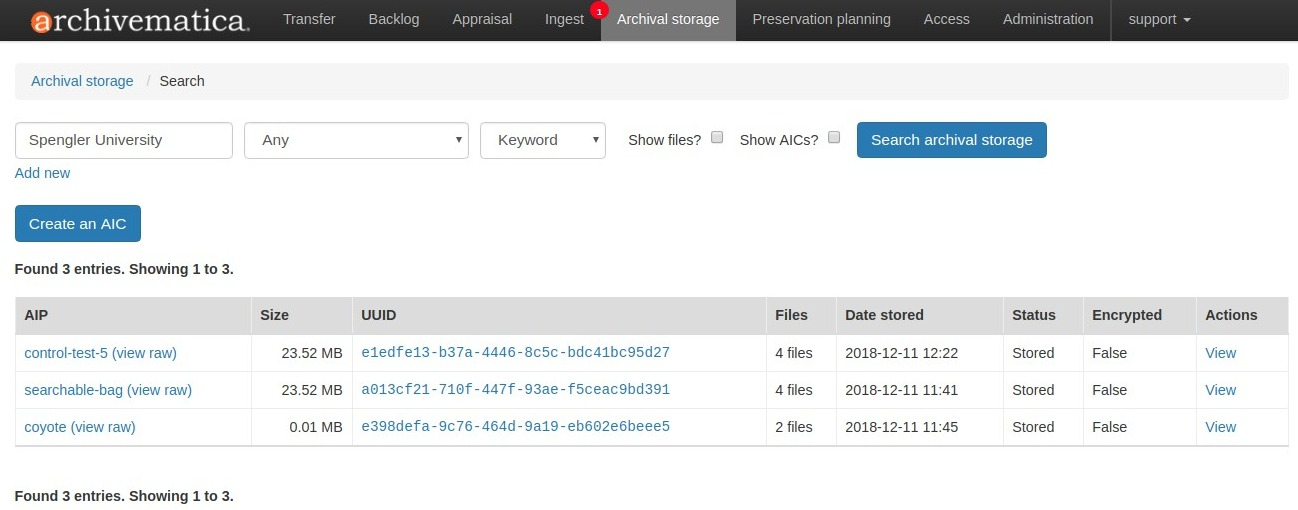 archivematica. Transfer Backlog Appraisal Ingest 1 Archival storage Preservation planning Access Administration support
Archival storage / Search
Spengler University Any Keyword Show files? Show AICs? Search archival storage
Add new
Create an AIC
Found 3 entries. Showing 1 to 3.
AIP Size UUID Files Date stored Status Encrypted Actions
control-test-5 (view raw) 23.52 MB e1edfe13-b37a-4446-8c5c-bdc41bc95d27 4 files 2018-12-11 12:22 Stored False View
searchable-bag (view raw) 23.52 MB a013cf21-710f-447f-93ae-f5ceac9bd391 4 files 2018-12-11 11:41 Stored False View
coyote (view raw) 0.01 MB e398defa-9c76-464d-9a19-eb602e6beee5 2 files 2018-12-11 11:45 Stored False View
Found 3 entries. Showing 1 to 3.